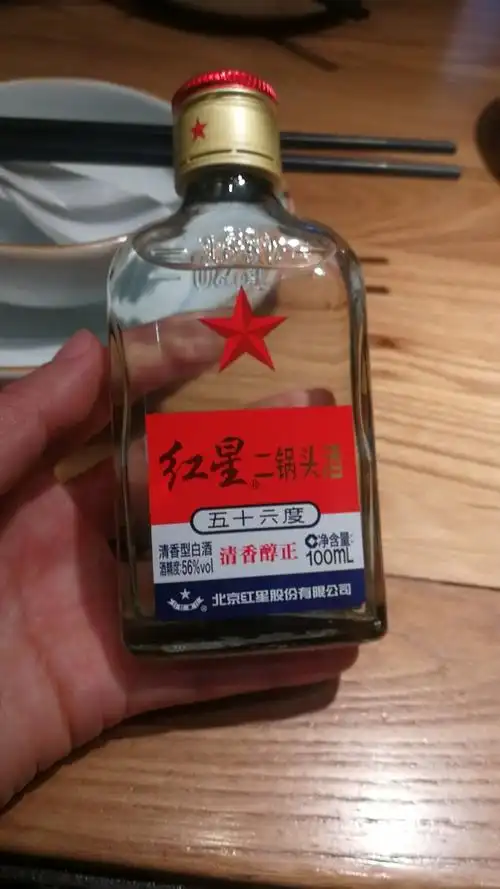 红星二锅头酒
五十六度
清香型白酒
酒精度:56%vol
清香醇正
净含量:
100mL
北京红星股份有限公司